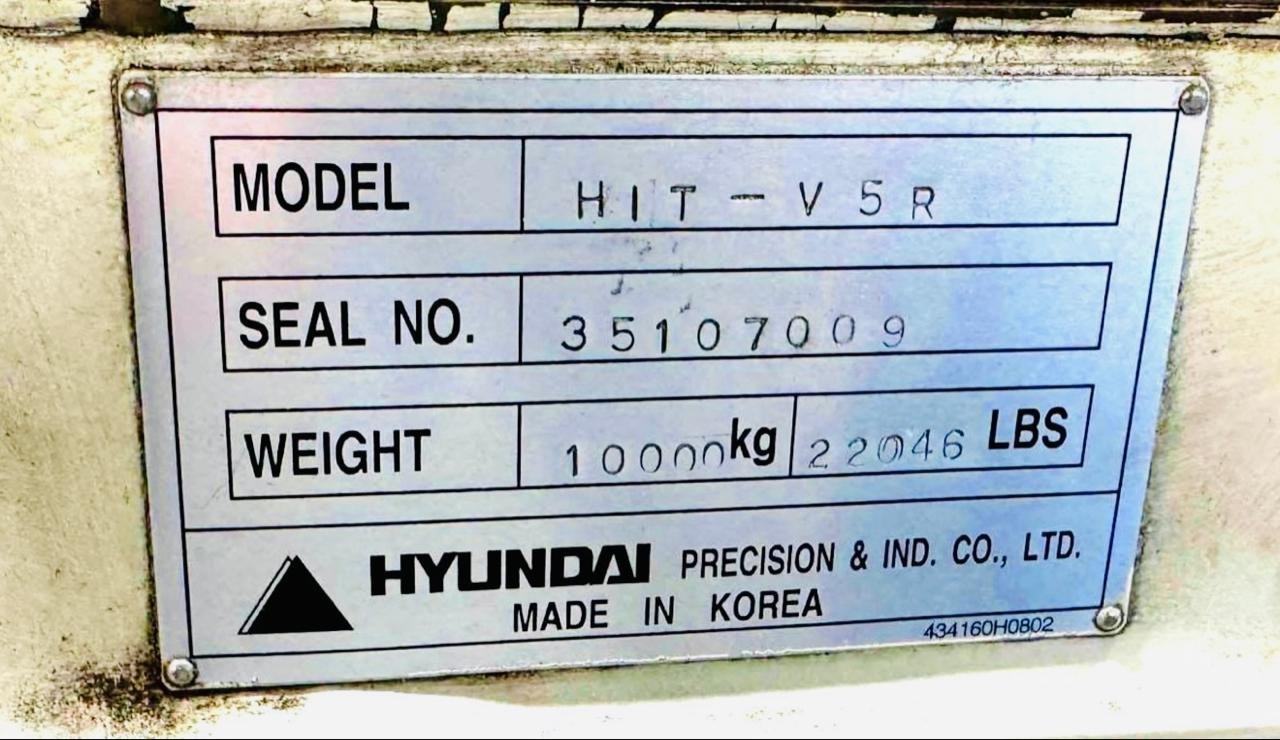 MODEL HIT-V5R
SEAL NO. 35107009
WEIGHT 10000kg 22046 LBS
HYUNDAI PRECISION & IND. CO., LTD.
MADE IN KOREA
434160H0802